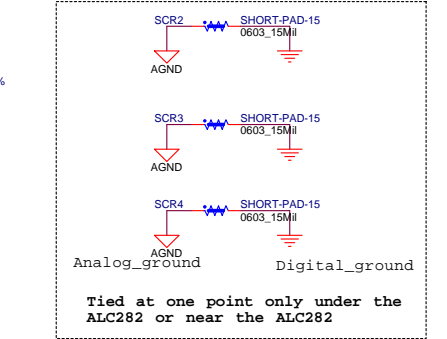 SCR2 SHORT-PAD-15
0603_15Mil
AGND
%
SCR3 SHORT-PAD-15
0603_15Mil
AGND
SCR4 SHORT-PAD-15
0603_15Mil
AGND
Analog_ground Digital_ground
Tied at one point only under the
ALC282 or near the ALC282